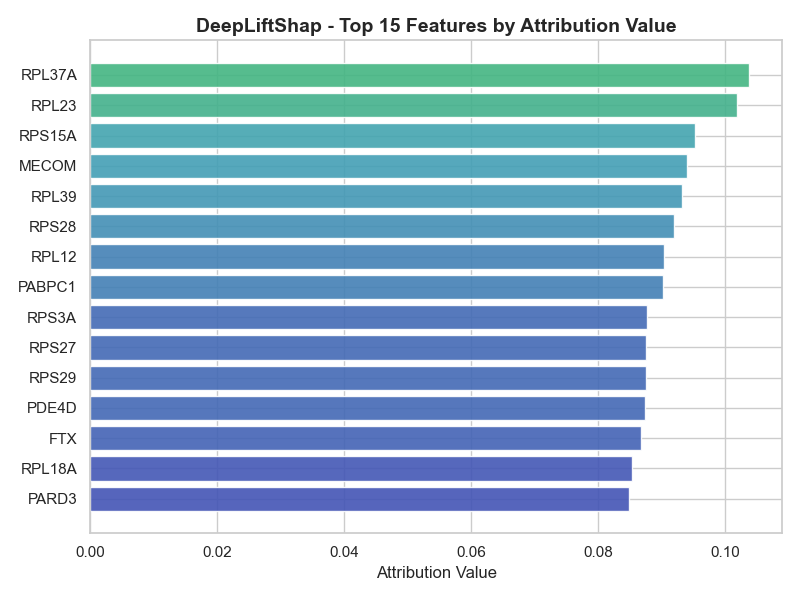 DeepLiftShap - Top 15 Features by Attribution Value
RPL37A
RPL23
RPS15A
MECOM
RPL39
RPS28
RPL12
PABPC1
RPS3A
RPS27
RPS29
PDE4D
FTX
RPL18A
PARD3
0.00 0.02 0.04 0.06 0.08 0.10
Attribution Value